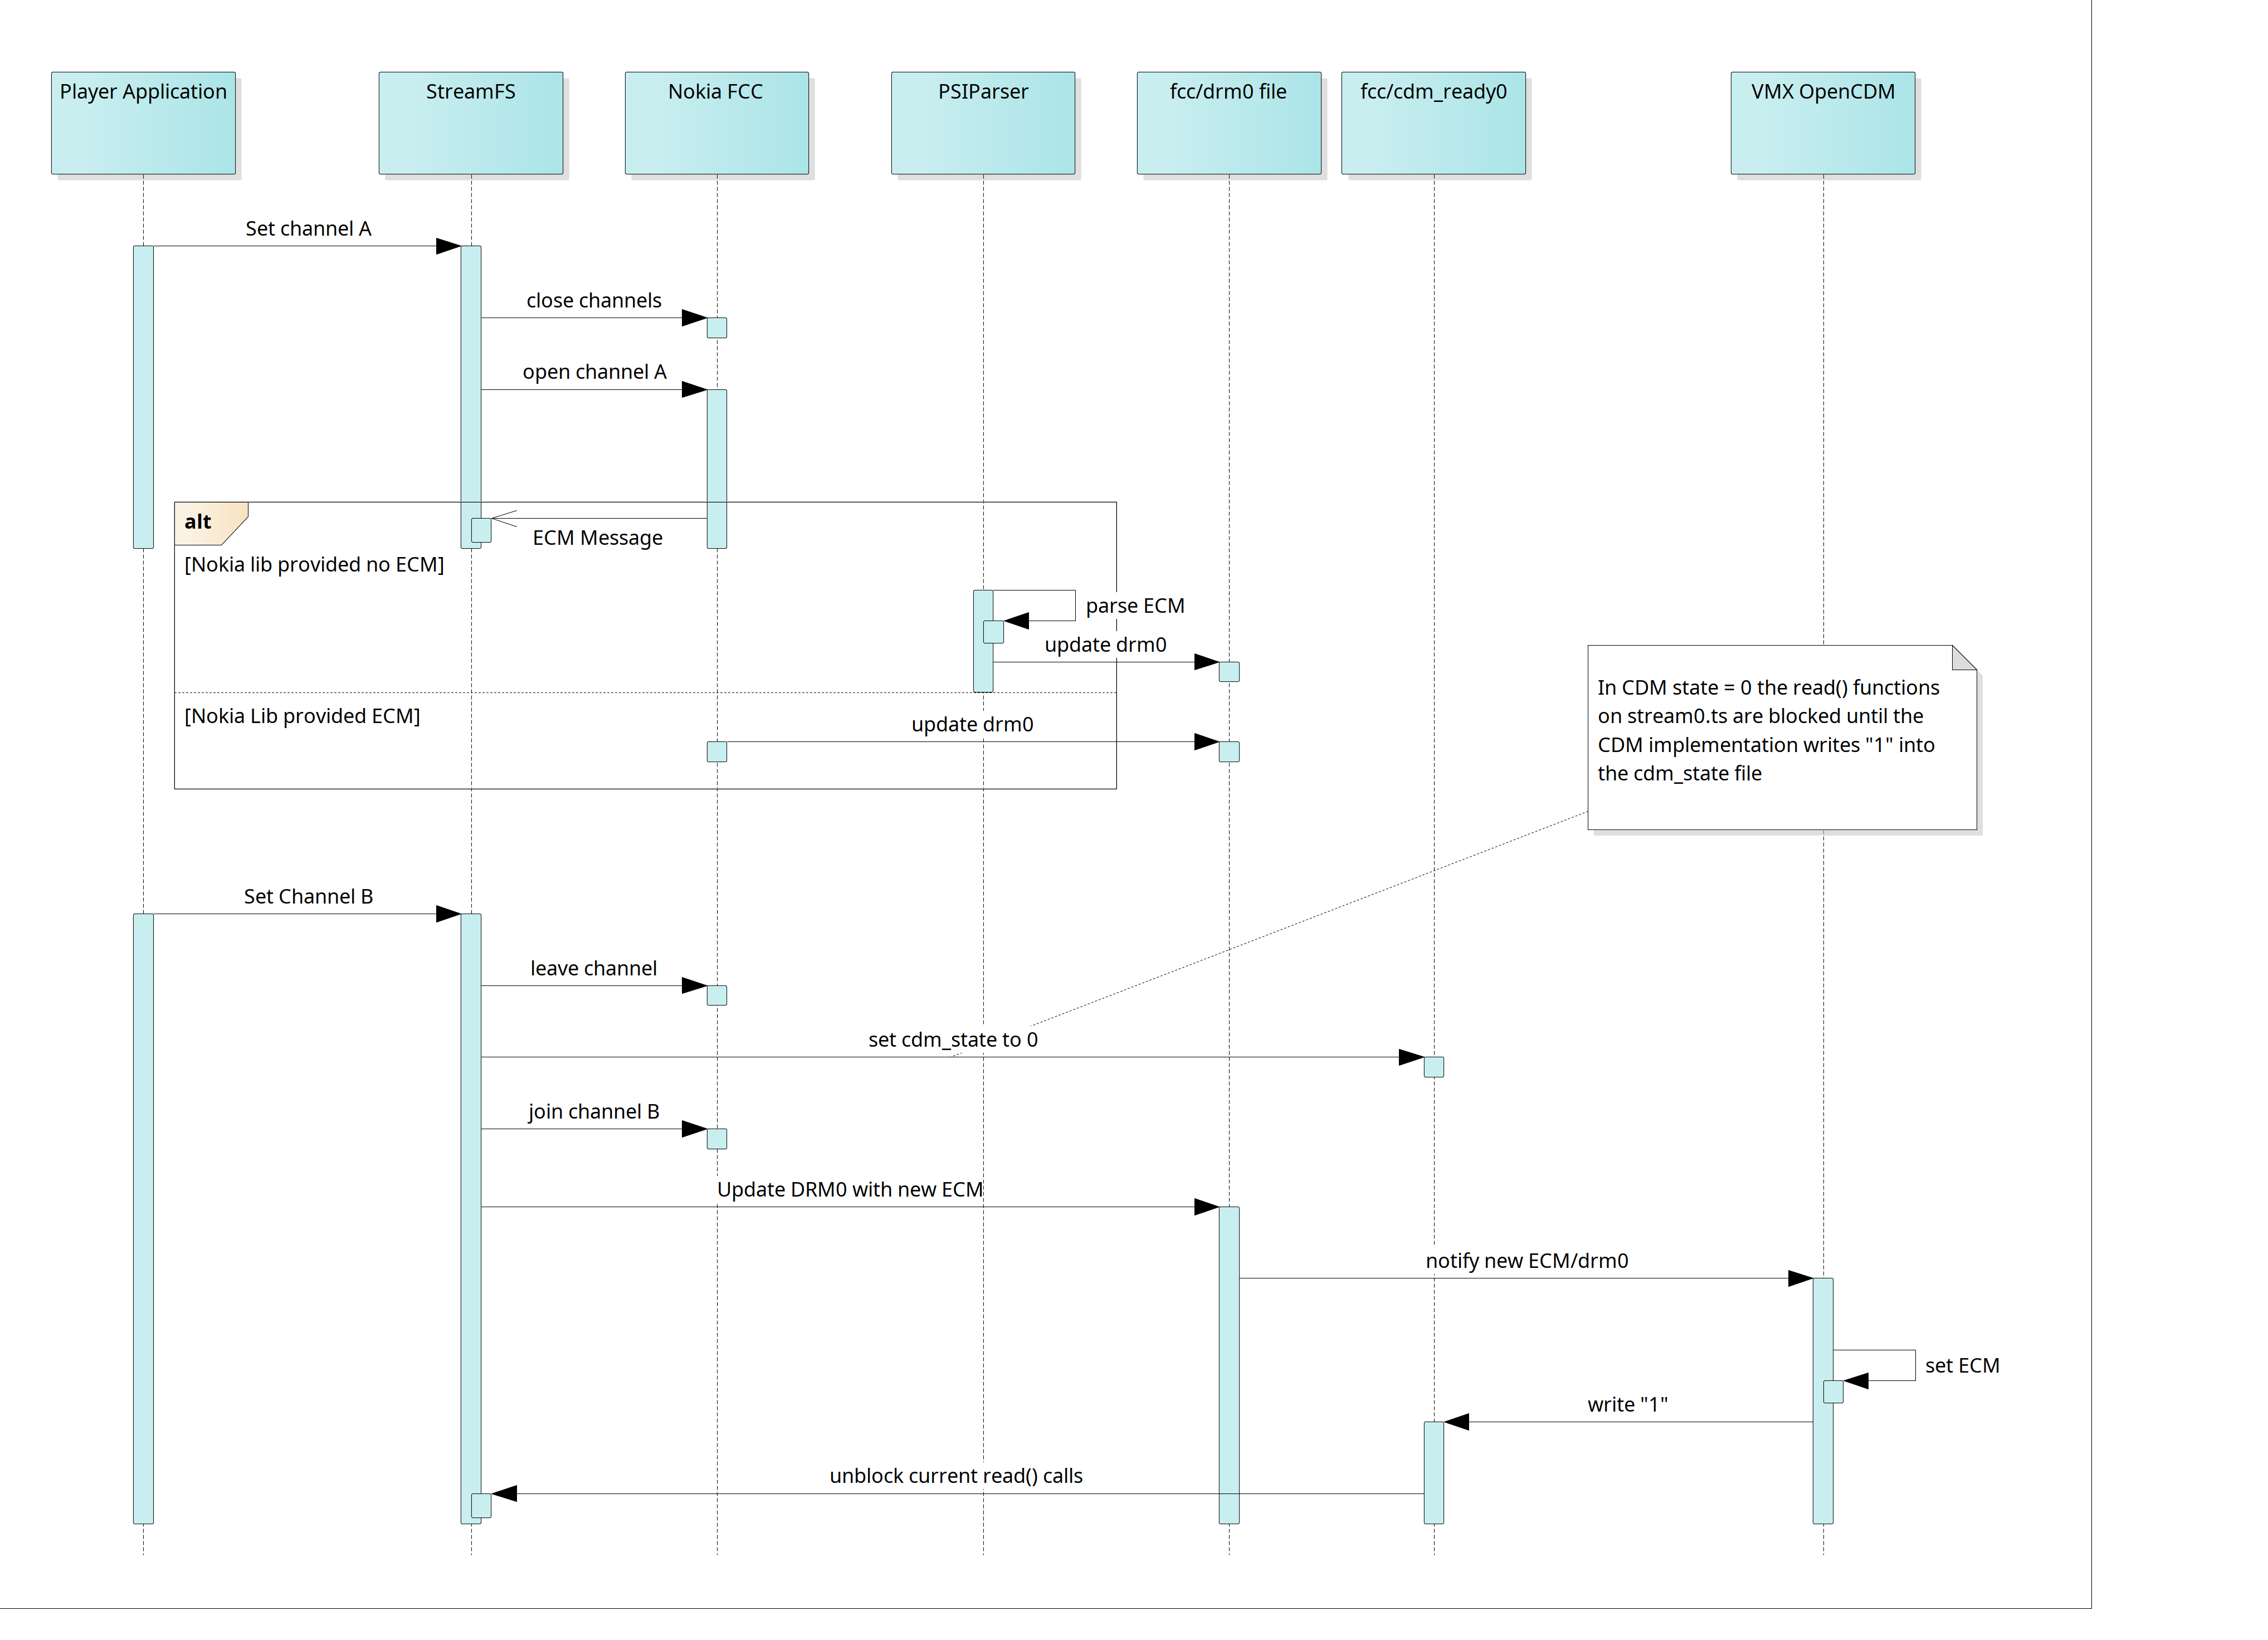 Player Application
StreamFS
Nokia FCC
PSIParser
fcc/drm0 file
fcc/cdm_ready0
VMX OpenCDM
Set channel A
close channels
open channel A
alt
ECM Message
[Nokia lib provided no ECM]
parse ECM
update drm0
[Nokia Lib provided ECM]
update drm0
In CDM state = 0 the read() functions
on stream0.ts are blocked until the
CDM implementation writes "1" into
the cdm_state file
Set Channel B
leave channel
set cdm_state to 0
join channel B
Update DRM0 with new ECM
notify new ECM/drm0
set ECM
write "1"
unblock current read() calls